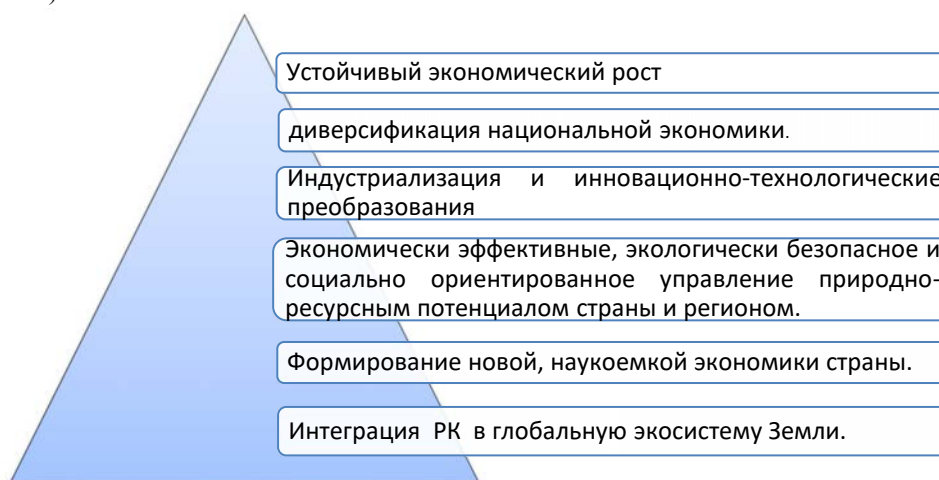 Устойчивый экономический рост
диверсификация национальной экономики.
Индустриализация и инновационно-технологические
преобразования
Экономически эффективные, экологически безопасное и
социально ориентированное управление природно-
ресурсным потенциалом страны и регионом.
Формирование новой, наукоемкой экономики страны.
Интеграция РК в глобальную экосистему Земли.